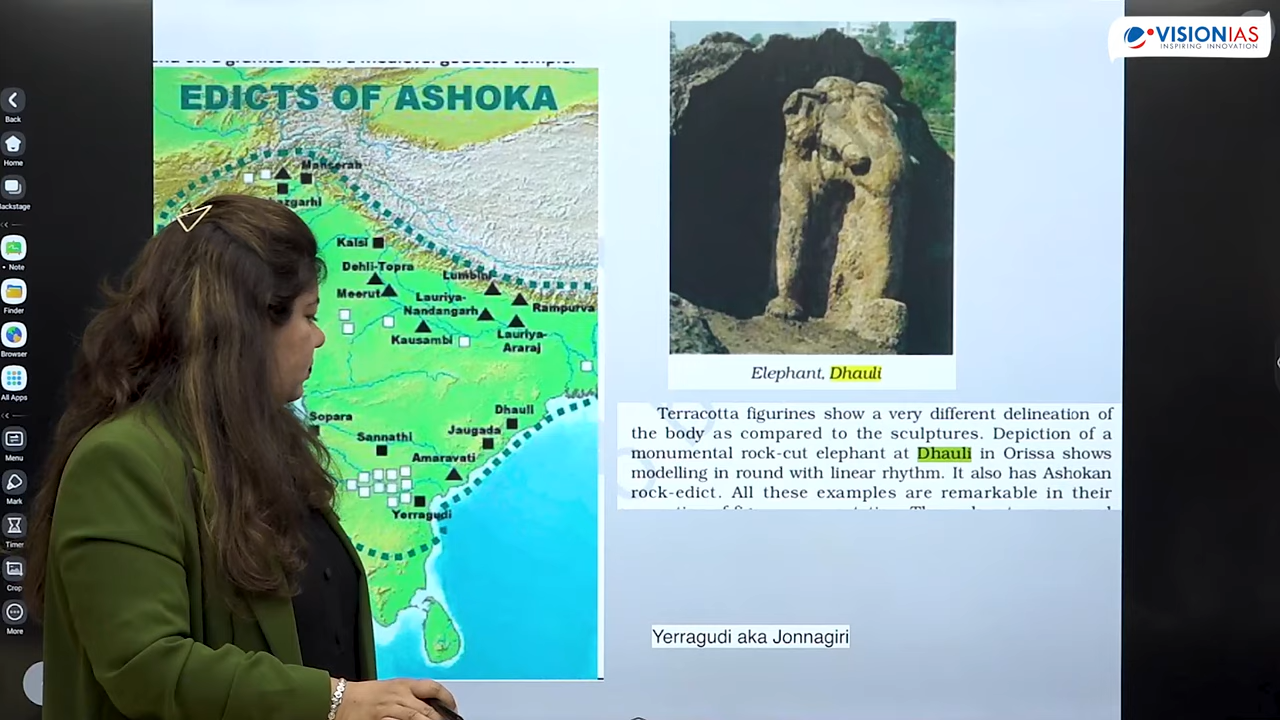 VISIONIAS
INSPIRING INNOVATION
EDICTS OF ASHOKA
Mansehra
Kalsi
Dehli-Topra
Meerut
Lumbini
Lauriya-
Nandangarh
Rampurva
Kausambi
Lauriya-
Araraj
Sopara
Dhauli
Sannathi
Jaugada
Amaravati
Yerragudi
Elephant, Dhauli
Terracotta figurines show a very different delineation of
the body as compared to the sculptures. Depiction of a
monumental rock-cut elephant at Dhauli in Orissa shows
modelling in round with linear rhythm. It also has Ashokan
rock-edict. All these examples are remarkable in their
Yerragudi aka Jonnagiri
Back
Home
Note
Finder
Browser
All Apps
Menu
Mark
Timer
Crop
More